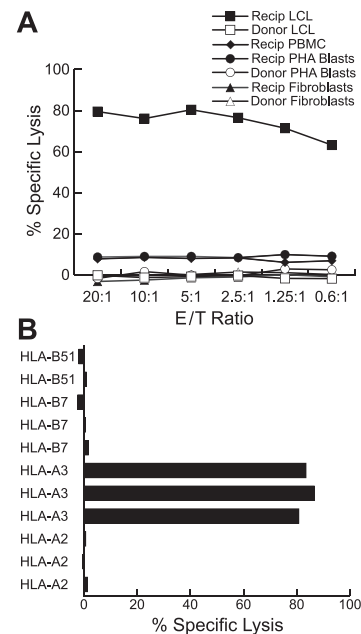 A
Recip LCL
Donor LCL
Recip PBMC
Recip PHA Blasts
Donor PHA Blasts
Recip Fibroblasts
Donor Fibroblasts
100
80
60
40
20
0
% Specific Lysis
20:1 10:1 5:1 2.5:1 1.25:1 0.6:1
E/T Ratio
B
HLA-B51
HLA-B51
HLA-B7
HLA-B7
HLA-B7
HLA-A3
HLA-A3
HLA-A3
HLA-A2
HLA-A2
HLA-A2
0 20 40 60 80 100
% Specific Lysis